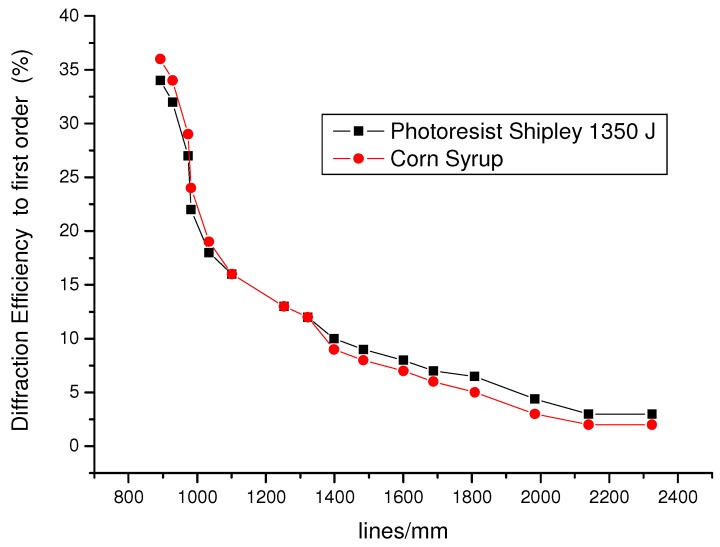 40
35
30
25
20
15
10
5
0
Diffraction Efficiency to first order (%)
Photoresist Shipley 1350 J
Corn Syrup
800 1000 1200 1400 1600 1800 2000 2200 2400
lines/mm